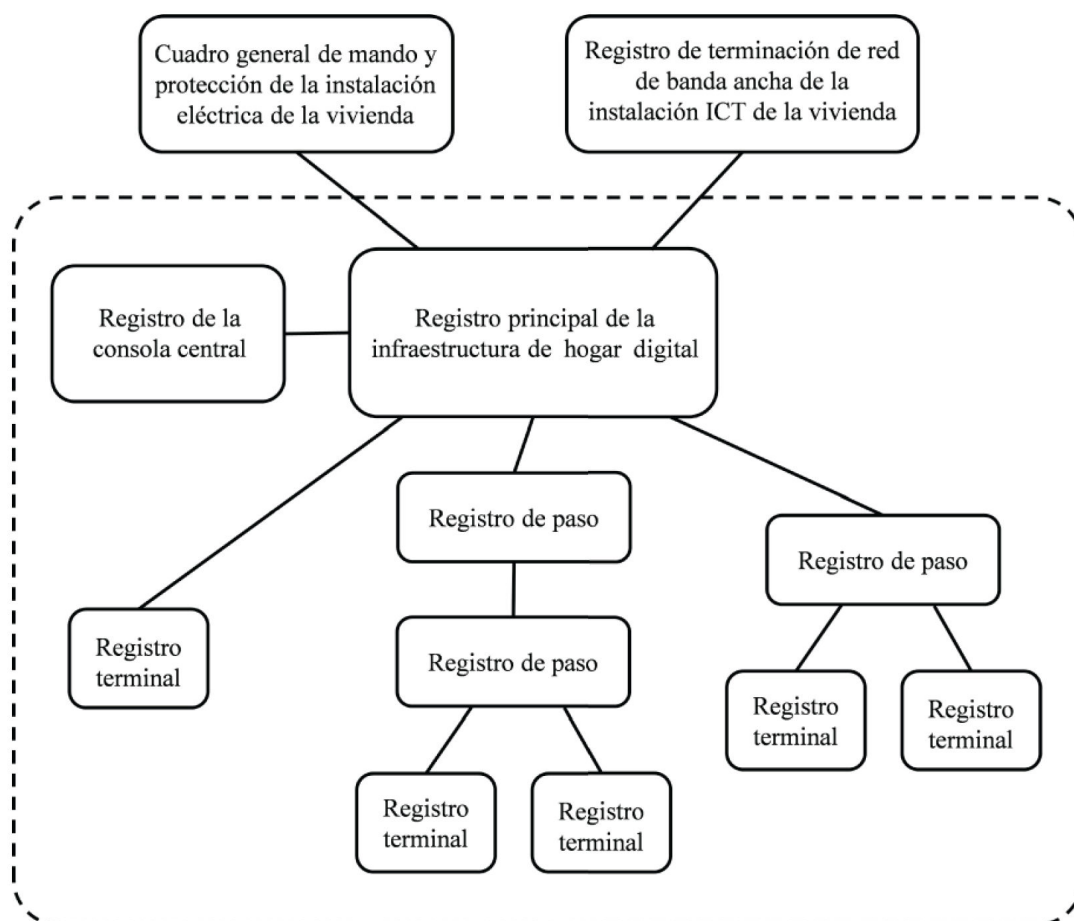 Cuadro general de mando y
protección de la instalación
eléctrica de la vivienda
Registro de terminación de red
de banda ancha de la
instalación ICT de la vivienda
Registro de la
consola central
Registro principal de la
infraestructura de hogar digital
Registro de paso
Registro de paso
Registro
terminal
Registro de paso
Registro
terminal
Registro
terminal
Registro
terminal
Registro
terminal